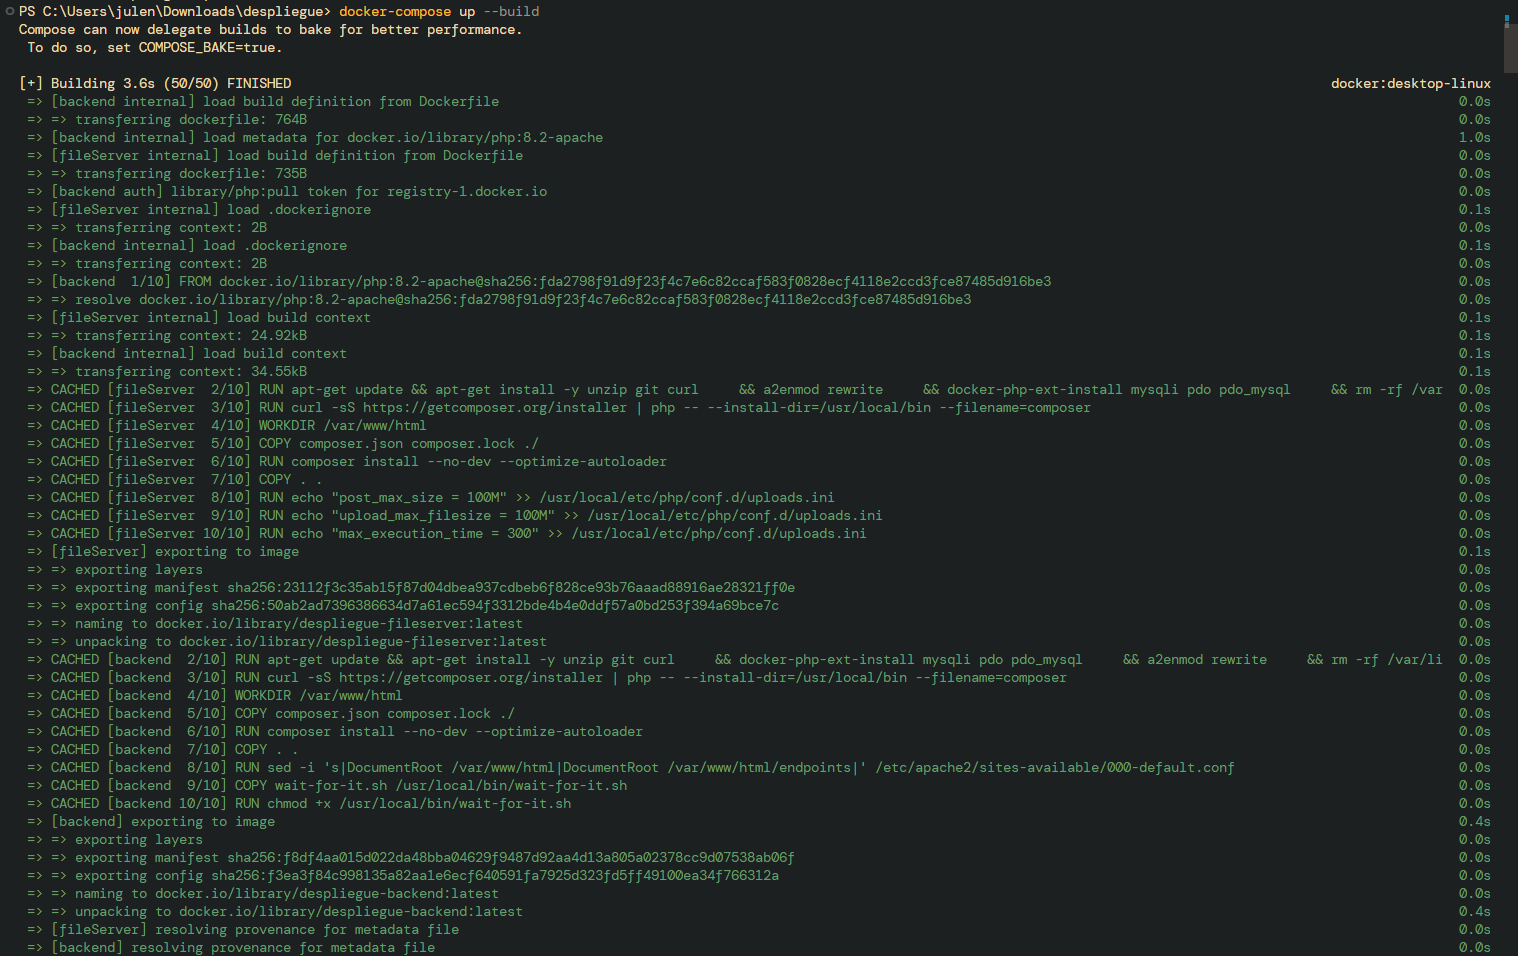 PS C:\Users\julen\Downloads\despliegue> docker-compose up --build
Compose can now delegate builds to bake for better performance.
 To do so, set COMPOSE_BAKE=true.
[+] Building 3.6s (50/50) FINISHED docker:desktop-linux
=> [backend internal] load build definition from Dockerfile 0.0s
=> => transferring dockerfile: 764B 0.0s
=> [backend internal] load metadata for docker.io/library/php:8.2-apache 1.0s
=> [fileServer internal] load build definition from Dockerfile 0.0s
=> => transferring dockerfile: 735B 0.0s
=> [backend auth] library/php:pull token for registry-1.docker.io 0.0s
=> [fileServer internal] load .dockerignore 0.1s
=> => transferring context: 2B 0.0s
=> [backend internal] load .dockerignore 0.1s
=> => transferring context: 2B 0.0s
=> [backend  1/10] FROM docker.io/library/php:8.2-apache@sha256:fda2798f91d9f23f4c7e6c82ccaf583f0828ecf4118e2ccd3fce87485d916be3 0.0s
=> => resolve docker.io/library/php:8.2-apache@sha256:fda2798f91d9f23f4c7e6c82ccaf583f0828ecf4118e2ccd3fce87485d916be3 0.0s
=> [fileServer internal] load build context 0.1s
=> => transferring context: 24.92kB 0.1s
=> [backend internal] load build context 0.1s
=> => transferring context: 34.55kB 0.1s
=> CACHED [fileServer  2/10] RUN apt-get update && apt-get install -y unzip git curl     && a2enmod rewrite     && docker-php-ext-install mysqli pdo pdo_mysql     && rm -rf /var 0.0s
=> CACHED [fileServer  3/10] RUN curl -sS https://getcomposer.org/installer | php -- --install-dir=/usr/local/bin --filename=composer 0.0s
=> CACHED [fileServer  4/10] WORKDIR /var/www/html 0.0s
=> CACHED [fileServer  5/10] COPY composer.json composer.lock ./ 0.0s
=> CACHED [fileServer  6/10] RUN composer install --no-dev --optimize-autoloader 0.0s
=> CACHED [fileServer  7/10] COPY . . 0.0s
=> CACHED [fileServer  8/10] RUN echo "post_max_size = 100M" >> /usr/local/etc/php/conf.d/uploads.ini 0.0s
=> CACHED [fileServer  9/10] RUN echo "upload_max_filesize = 100M" >> /usr/local/etc/php/conf.d/uploads.ini 0.0s
=> CACHED [fileServer 10/10] RUN echo "max_execution_time = 300" >> /usr/local/etc/php/conf.d/uploads.ini 0.0s
=> [fileServer] exporting to image 0.1s
=> => exporting layers 0.0s
=> => exporting manifest sha256:23112f3c35ab15f87d04dbea937cdbeb6f828ce93b76aaad88916ae28321ff0e 0.0s
=> => exporting config sha256:50ab2ad7396386634d7a61ec594f3312bde4b4e0ddf57a0bd253f394a69bce7c 0.0s
=> => naming to docker.io/library/despliegue-fileserver:latest 0.0s
=> => unpacking to docker.io/library/despliegue-fileserver:latest 0.0s
=> CACHED [backend  2/10] RUN apt-get update && apt-get install -y unzip git curl     && docker-php-ext-install mysqli pdo pdo_mysql     && a2enmod rewrite     && rm -rf /var/li 0.0s
=> CACHED [backend  3/10] RUN curl -sS https://getcomposer.org/installer | php -- --install-dir=/usr/local/bin --filename=composer 0.0s
=> CACHED [backend  4/10] WORKDIR /var/www/html 0.0s
=> CACHED [backend  5/10] COPY composer.json composer.lock ./ 0.0s
=> CACHED [backend  6/10] RUN composer install --no-dev --optimize-autoloader 0.0s
=> CACHED [backend  7/10] COPY . . 0.0s
=> CACHED [backend  8/10] RUN sed -i 's|DocumentRoot /var/www/html|DocumentRoot /var/www/html/endpoints|' /etc/apache2/sites-available/000-default.conf 0.0s
=> CACHED [backend  9/10] COPY wait-for-it.sh /usr/local/bin/wait-for-it.sh 0.0s
=> CACHED [backend 10/10] RUN chmod +x /usr/local/bin/wait-for-it.sh 0.0s
=> [backend] exporting to image 0.4s
=> => exporting layers 0.0s
=> => exporting manifest sha256:f8df4aa015d022da48bba04629f9487d92aa4d13a805a02378cc9d07538ab06f 0.0s
=> => exporting config sha256:f3ea3f84c998135a82aa1e6ecf640591fa7925d323fd5ff49100ea34f766312a 0.0s
=> => naming to docker.io/library/despliegue-backend:latest 0.0s
=> => unpacking to docker.io/library/despliegue-backend:latest 0.4s
=> [fileServer] resolving provenance for metadata file 0.0s
=> [backend] resolving provenance for metadata file 0.0s